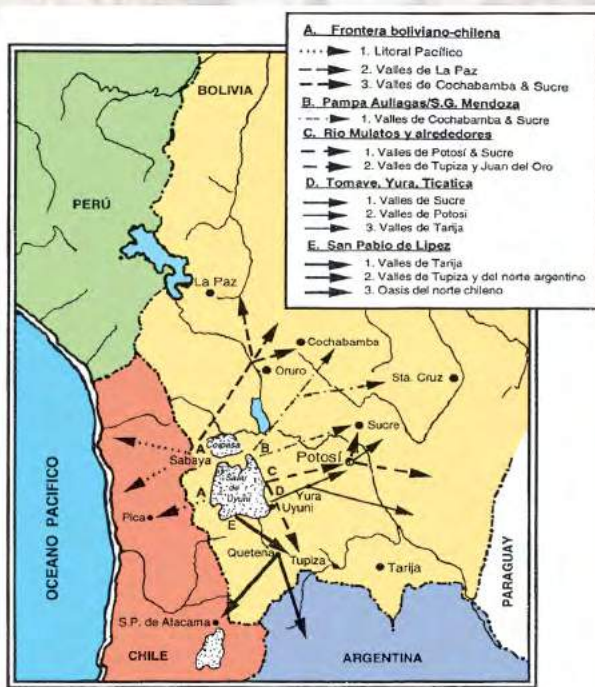 A. Frontera boliviano-chilena
1. Litoral Pacífico
2. Valles de La Paz
3. Valles de Cochabamba & Sucre
B. Pampa Aullagas/S.G. Mendoza
1. Valles de Cochabamba & Sucre
C. Río Mulatos y alrededores
1. Valles de Potosí & Sucre
2. Valles de Tupiza y Juan del Oro
D. Tomave, Yura, Ticatica
1. Valles de Sucre
2. Valles de Potosí
3. Valles de Tarija
E. San Pablo de Lípez
1. Valles de Tarija
2. Valles de Tupiza y del norte argentino
3. Oasis del norte chileno
BOLIVIA
PERÚ
La Paz
Cochabamba
Oruro
Sta. Cruz
Sucre
A
Coipasa
B
Sabaya
Potosí
C
Salar de
Uyuni
D
Yura
A
Uyuni
Pica
E
Quetena
Tupiza
Tarija
OCEANO PACIFICO
PARAGUAY
S.P. de Atacama
CHILE
ARGENTINA